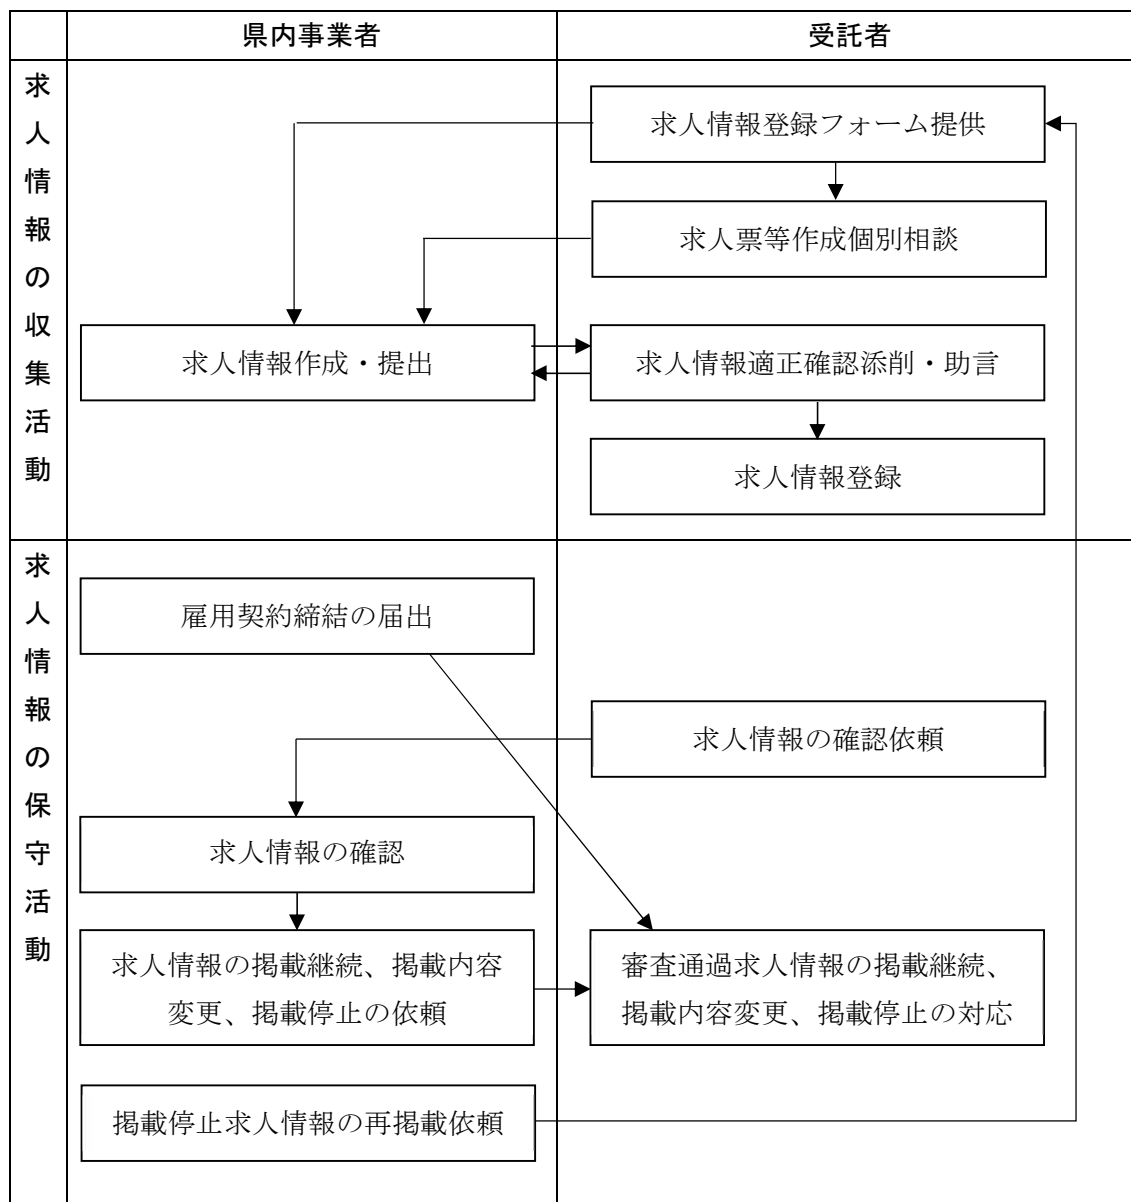 県内事業者
受託者
求人情報の収集活動
求人情報登録フォーム提供
求人票等作成個別相談
求人情報作成・提出
求人情報適正確認添削・助言
求人情報登録
求人情報の保守活動
雇用契約締結の届出
求人情報の確認依頼
求人情報の確認
求人情報の掲載継続、掲載内容
変更、掲載停止の依頼
審査通過求人情報の掲載継続、
掲載内容変更、掲載停止の対応
掲載停止求人情報の再掲載依頼